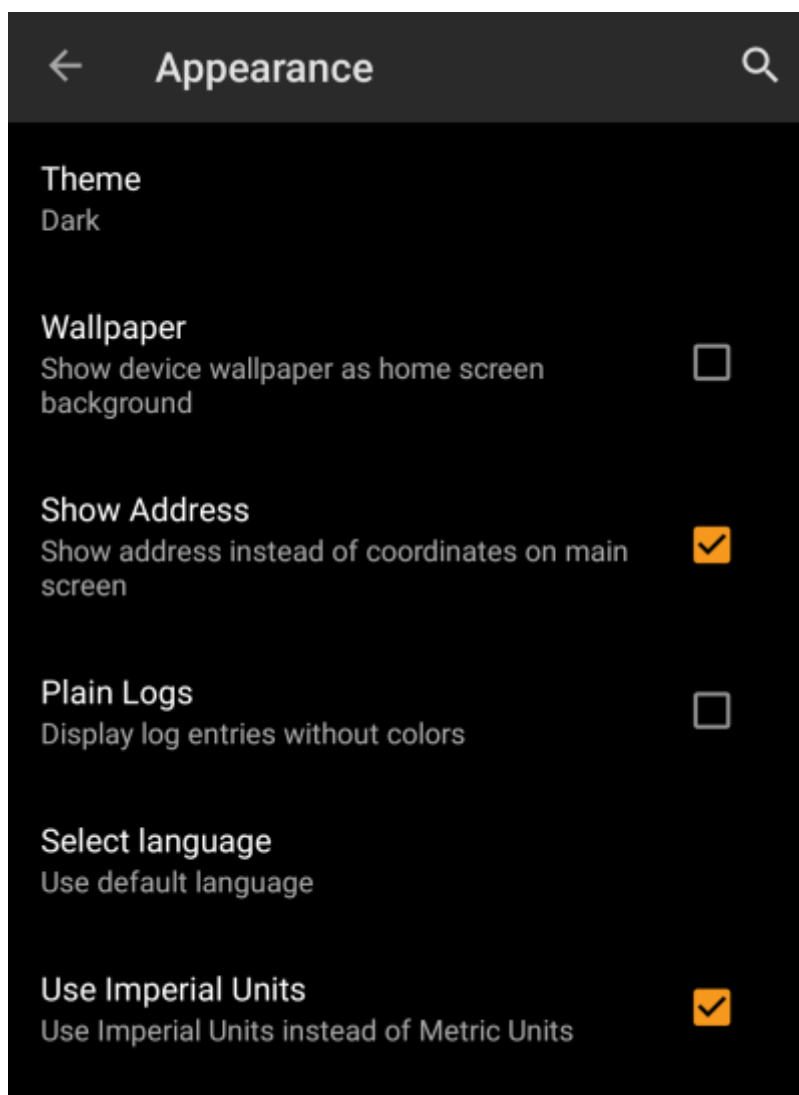 Appearance
Theme
Dark
Wallpaper
Show device wallpaper as home screen
background
Show Address
Show address instead of coordinates on main
screen
Plain Logs
Display log entries without colors
Select language
Use default language
Use Imperial Units
Use Imperial Units instead of Metric Units